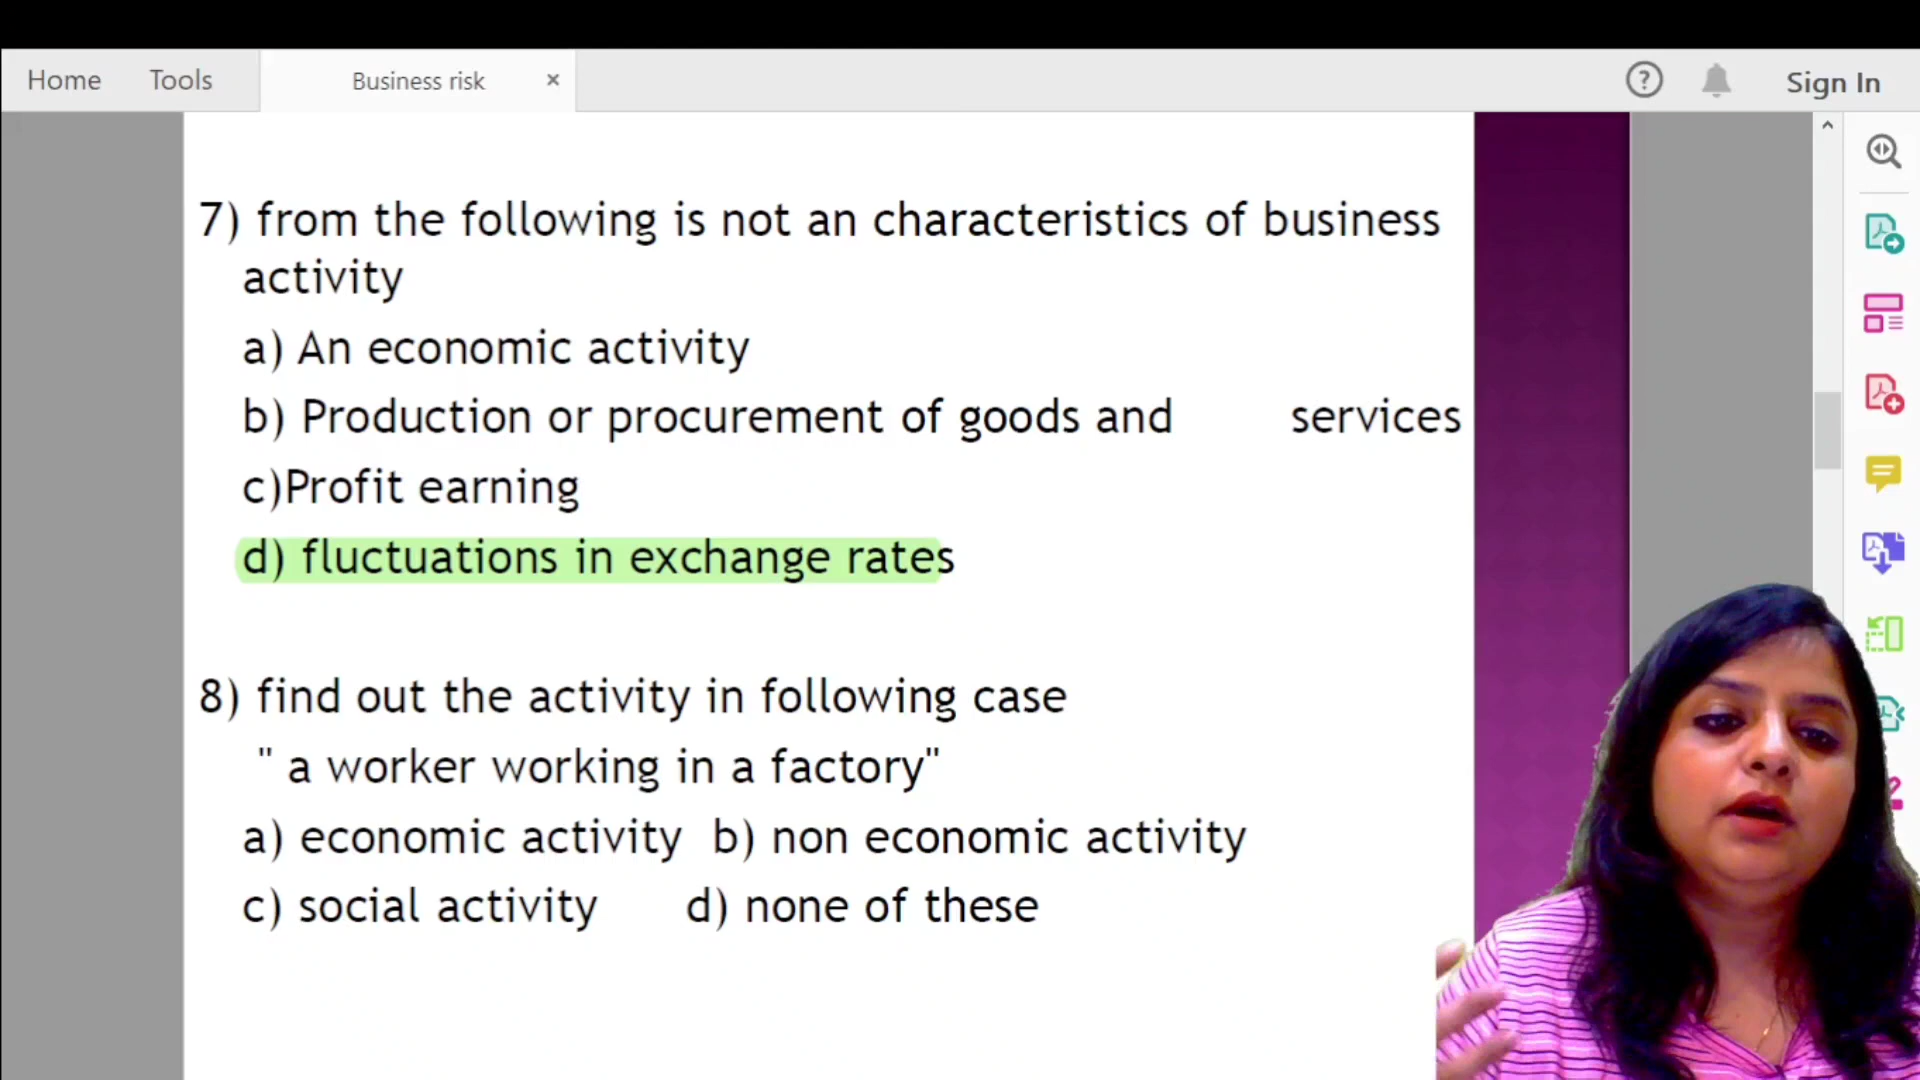 Home Tools Business risk × ? Sign In
7) from the following is not an characteristics of business
activity
a) An economic activity
b) Production or procurement of goods and services
c)Profit earning
d) fluctuations in exchange rates
8) find out the activity in following case
" a worker working in a factory"
a) economic activity b) non economic activity
c) social activity d) none of these